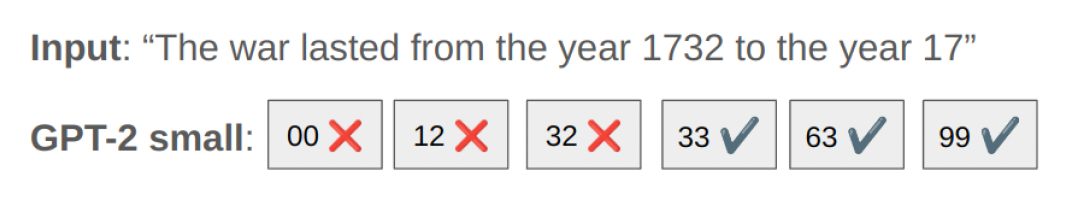 Input: “The war lasted from the year 1732 to the year 17”
GPT-2 small: 00 ❌ 12 ❌ 32 ❌ 33 ✔ 63 ✔ 99 ✔